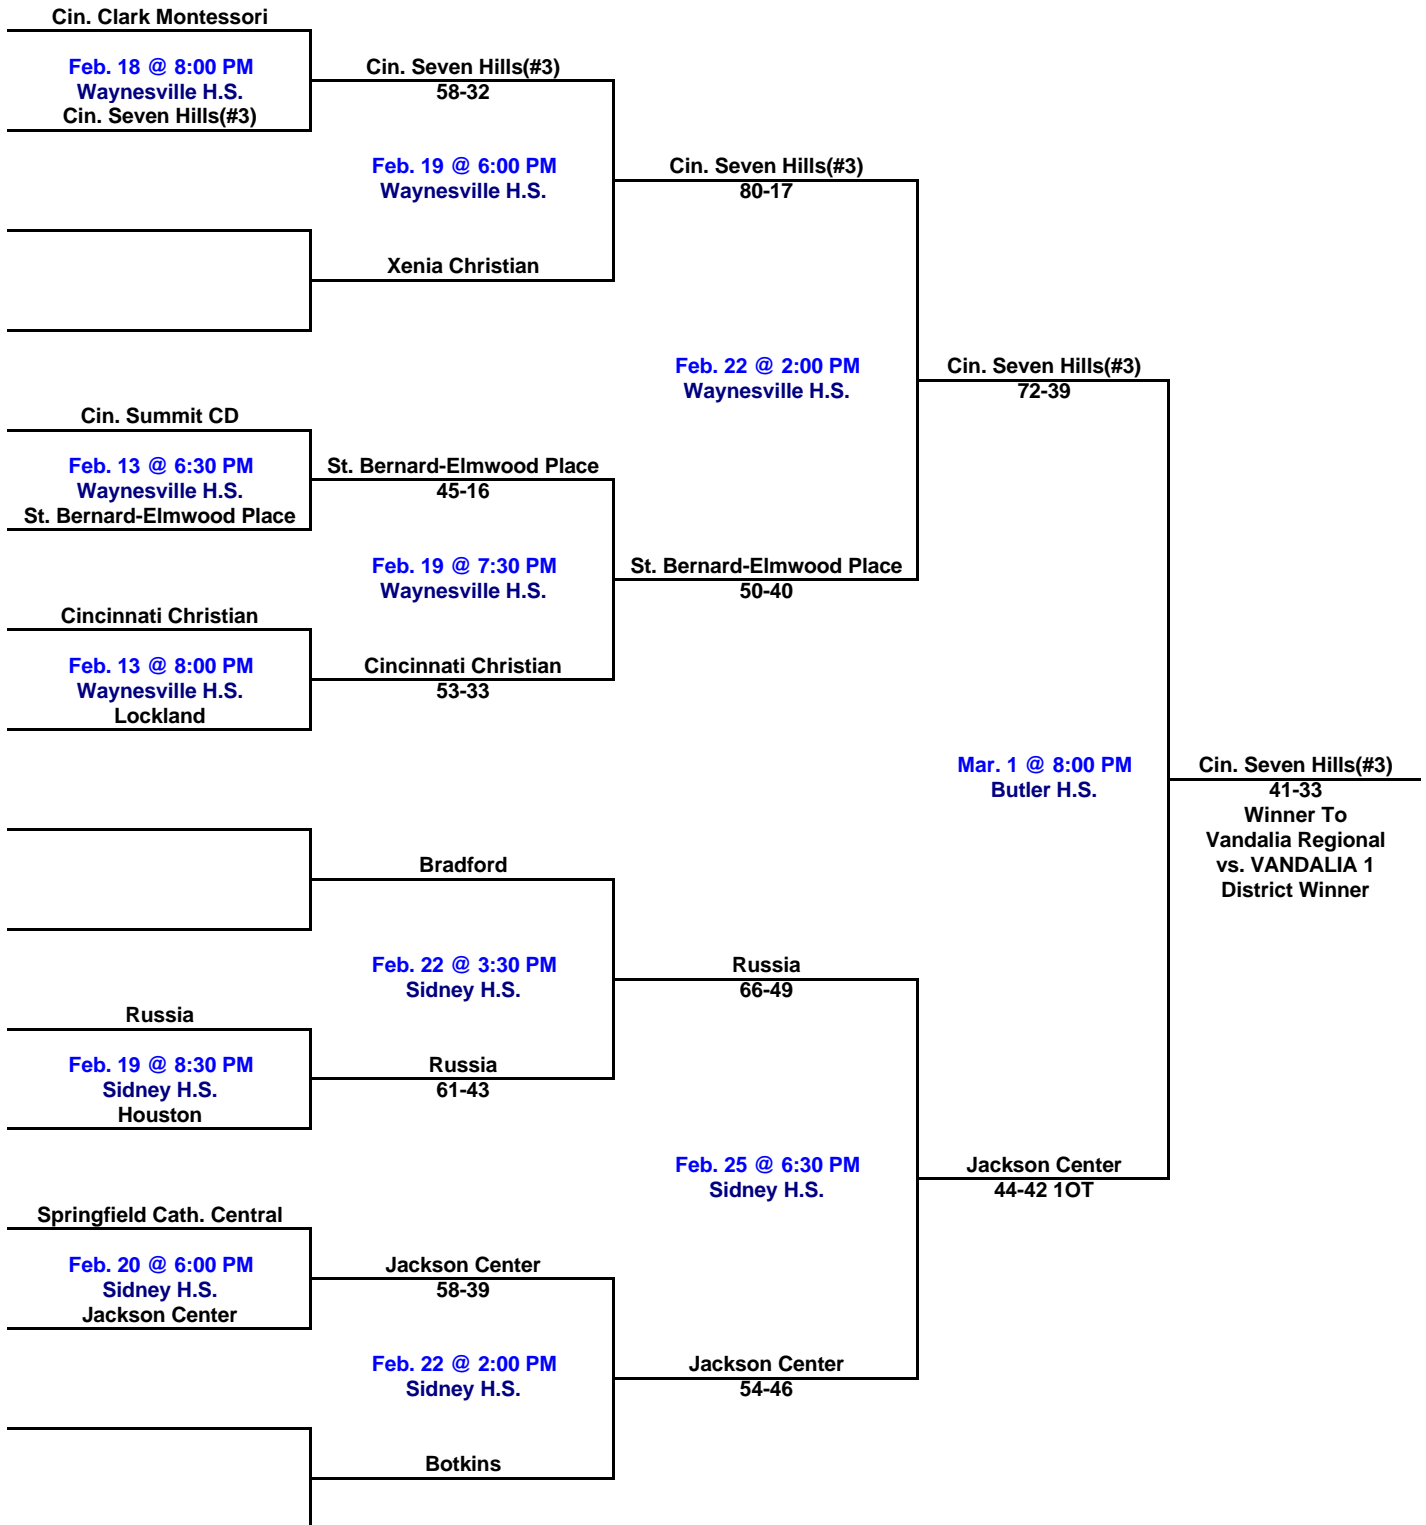 Cin. Clark Montessori
Feb. 18 @ 8:00 PM
Waynesville H.S.
Cin. Seven Hills(#3)
Cin. Seven Hills(#3)
58-32
Feb. 19 @ 6:00 PM
Waynesville H.S.
Xenia Christian
Cin. Seven Hills(#3)
80-17
Feb. 22 @ 2:00 PM
Waynesville H.S.
Cin. Seven Hills(#3)
72-39
Cin. Summit CD
Feb. 13 @ 6:30 PM
Waynesville H.S.
St. Bernard-Elmwood Place
St. Bernard-Elmwood Place
45-16
Feb. 19 @ 7:30 PM
Waynesville H.S.
St. Bernard-Elmwood Place
50-40
Cincinnati Christian
Feb. 13 @ 8:00 PM
Waynesville H.S.
Lockland
Cincinnati Christian
53-33
Mar. 1 @ 8:00 PM
Butler H.S.
Cin. Seven Hills(#3)
41-33
Winner To
Vandalia Regional
vs. VANDALIA 1
District Winner
Bradford
Feb. 22 @ 3:30 PM
Sidney H.S.
Russia
66-49
Russia
Feb. 19 @ 8:30 PM
Sidney H.S.
Houston
Russia
61-43
Feb. 25 @ 6:30 PM
Sidney H.S.
Jackson Center
44-42 1OT
Springfield Cath. Central
Feb. 20 @ 6:00 PM
Sidney H.S.
Jackson Center
Jackson Center
58-39
Feb. 22 @ 2:00 PM
Sidney H.S.
Jackson Center
54-46
Botkins